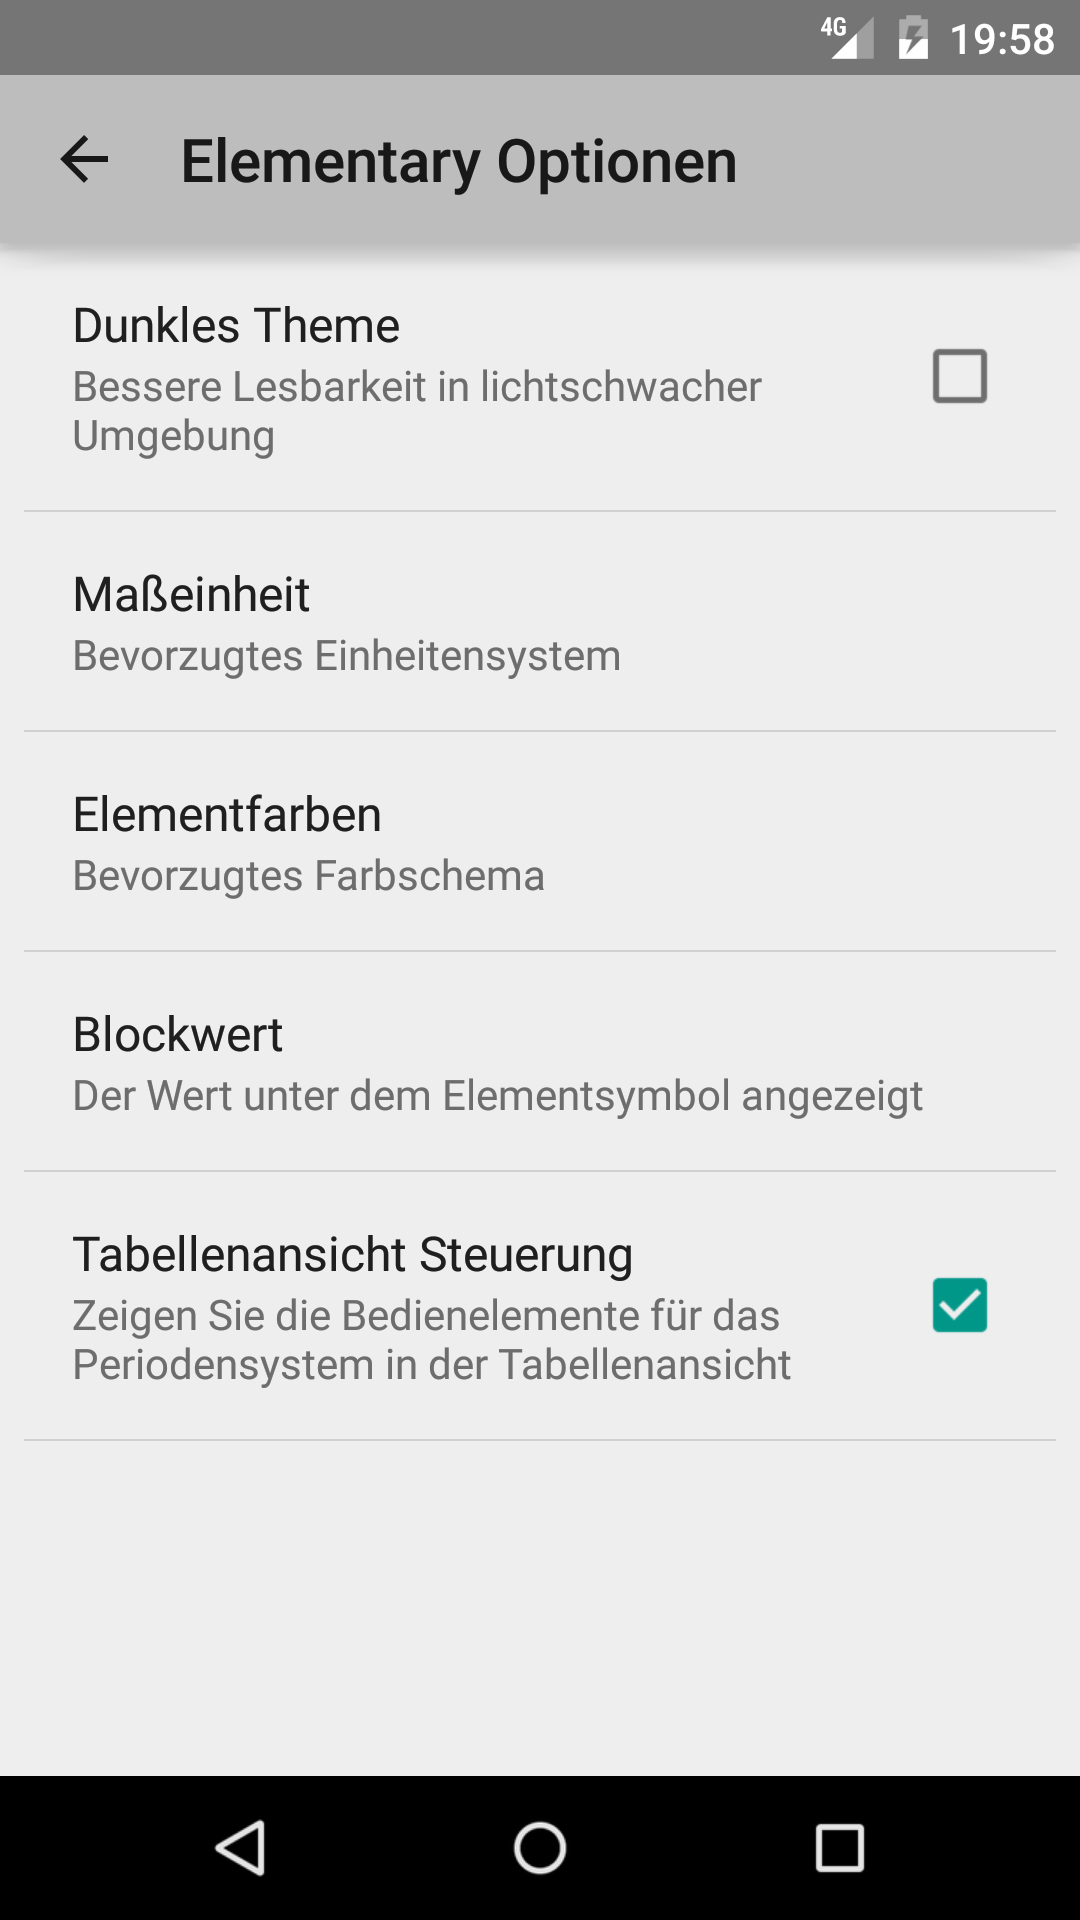 4G 19:58
Elementary Optionen
Dunkles Theme
Bessere Lesbarkeit in lichtschwacher
Umgebung
Maßeinheit
Bevorzugtes Einheitensystem
Elementfarben
Bevorzugtes Farbschema
Blockwert
Der Wert unter dem Elementsymbol angezeigt
Tabellenansicht Steuerung
Zeigen Sie die Bedienelemente für das
Periodensystem in der Tabellenansicht